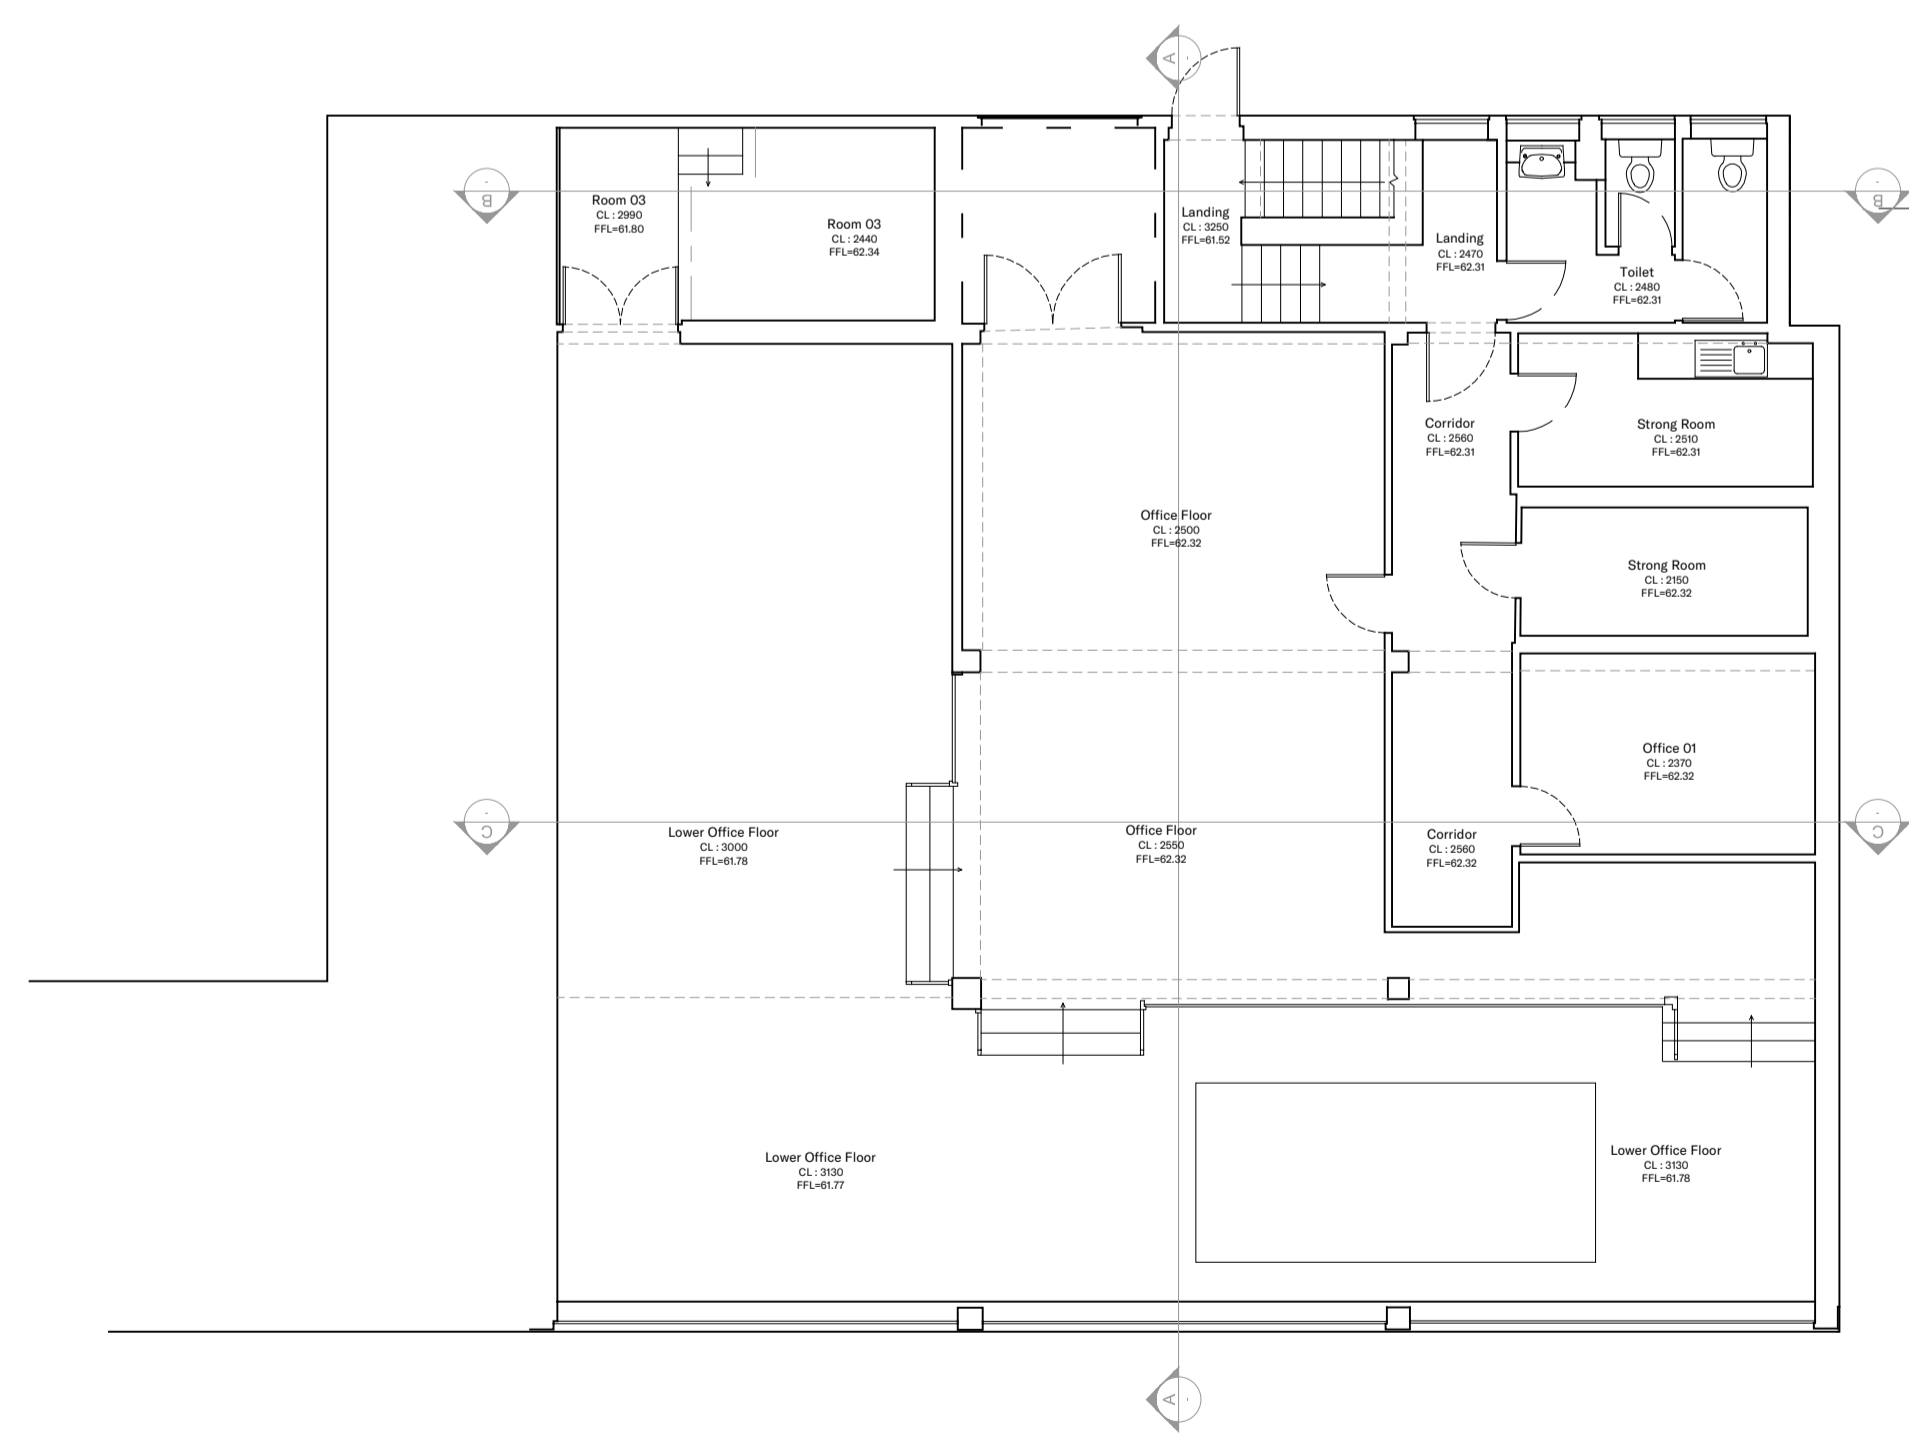 A
B
B
Room 03
CL : 2990
FFL=61.80
Room 03
CL : 2440
FFL=62.34
Landing
CL : 3250
FFL=61.52
Landing
CL : 2470
FFL=62.31
Toilet
CL : 2480
FFL=62.31
Corridor
CL : 2560
FFL=62.31
Strong Room
CL : 2510
FFL=62.31
Office Floor
CL : 2500
FFL=62.32
Strong Room
CL : 2150
FFL=62.32
Office 01
CL : 2370
FFL=62.32
C
C
Lower Office Floor
CL : 3000
FFL=61.78
Office Floor
CL : 2550
FFL=62.32
Corridor
CL : 2560
FFL=62.32
Lower Office Floor
CL : 3130
FFL=61.77
Lower Office Floor
CL : 3130
FFL=61.78
A